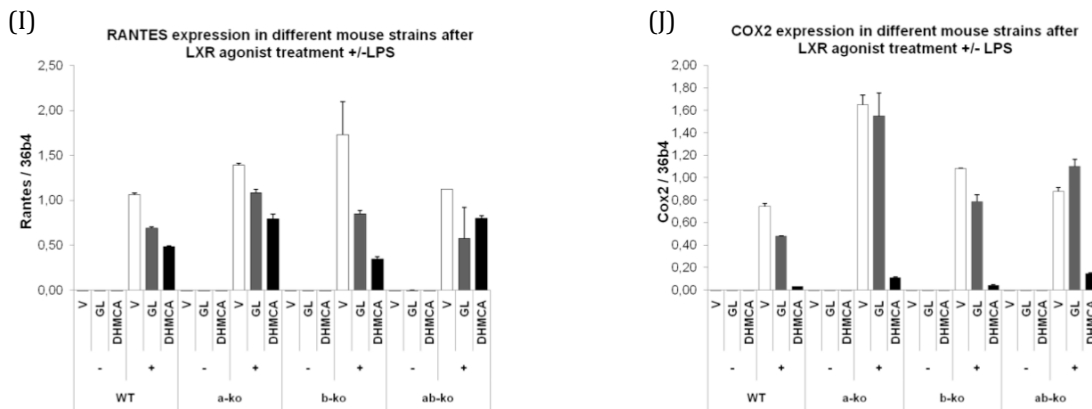 (I)
RANTES expression in different mouse strains after
LXR agonist treatment +/-LPS
Rantes / 36b4
2,50
2,00
1,50
1,00
0,50
0,00
V GL DHMCA V GL DHMCA V GL DHMCA V GL DHMCA V GL DHMCA V GL DHMCA V GL DHMCA V GL DHMCA
- + - + - + - +
WT a-ko b-ko ab-ko
(J)
COX2 expression in different mouse strains after
LXR agonist treatment +/- LPS
Cox2 / 36b4
2,00
1,80
1,60
1,40
1,20
1,00
0,80
0,60
0,40
0,20
0,00
V GL DHMCA V GL DHMCA V GL DHMCA V GL DHMCA V GL DHMCA V GL DHMCA V GL DHMCA V GL DHMCA
- + - + - + - +
WT a-ko b-ko ab-ko